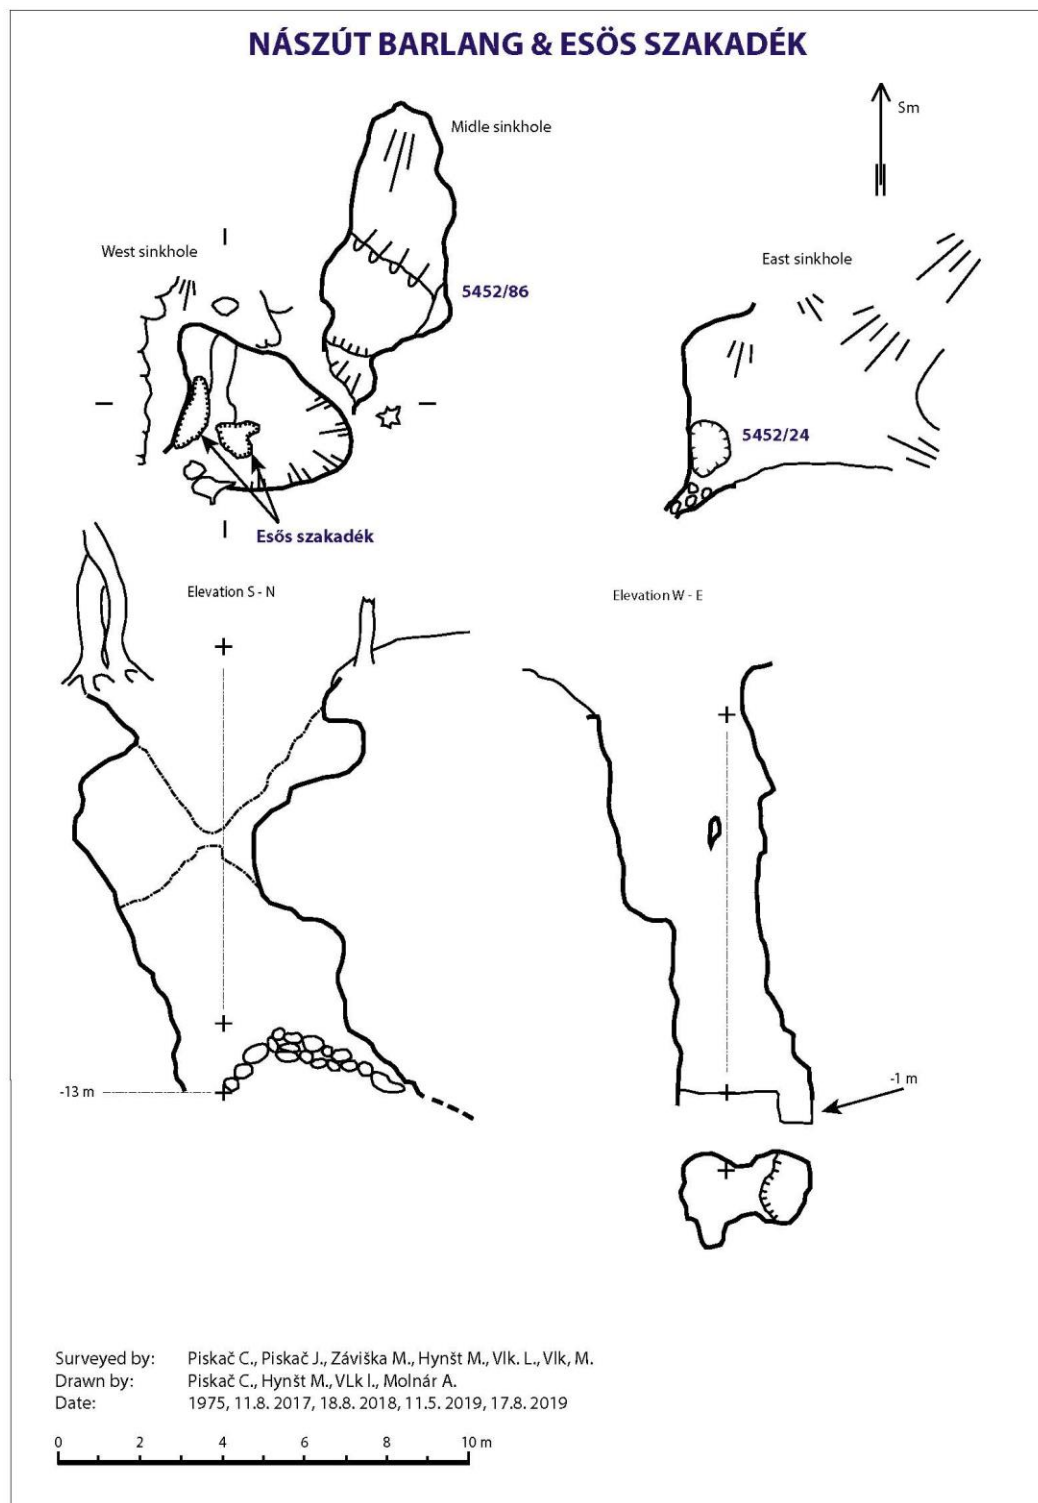 NÁSZÚT BARLANG & ESÖS SZAKADÉK
Sm
Midle sinkhole
West sinkhole
East sinkhole
5452/86
5452/24
Esős szakadék
Elevation S - N
Elevation W - E
-13 m
-1 m
Surveyed by: Piskač C., Piskač J., Záviška M., Hynšt M., Vlk. L., Vlk, M.
Drawn by: Piskač C., Hynšt M., VLk l., Molnár A.
Date: 1975, 11.8. 2017, 18.8. 2018, 11.5. 2019, 17.8. 2019
0 2 4 6 8 10 m